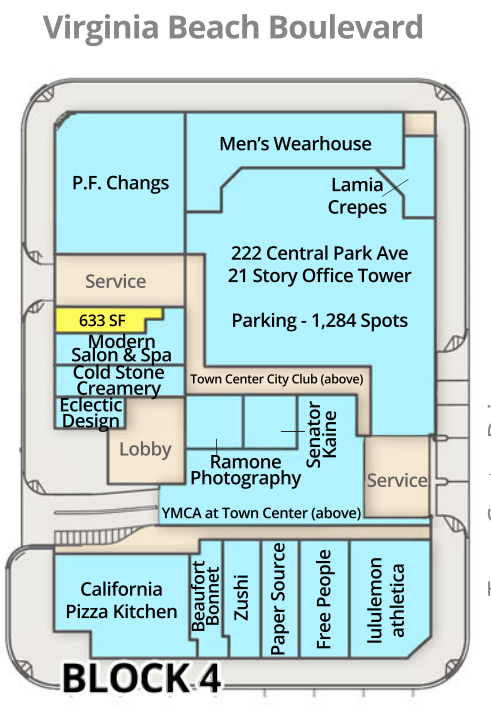 Virginia Beach Boulevard
Men's Wearhouse
P.F. Changs
Lamia
Crepes
222 Central Park Ave
21 Story Office Tower
Service
Parking - 1,284 Spots
633 SF
Modern
Salon & Spa
Cold Stone
Creamery
Town Center City Club (above)
Eclectic
Design
Senator
Kaine
Lobby
Ramone
Photography
Service
YMCA at Town Center (above)
California
Pizza Kitchen
Beaufort
Bonnet
Zushi
Paper Source
Free People
lululemon
athletica
BLOCK 4